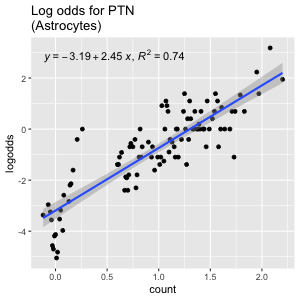 Log odds for PTN
(Astrocytes)
y = −3.19 + 2.45 x, R² = 0.74
logodds
2
0
-2
-4
0.0 0.5 1.0 1.5 2.0
count